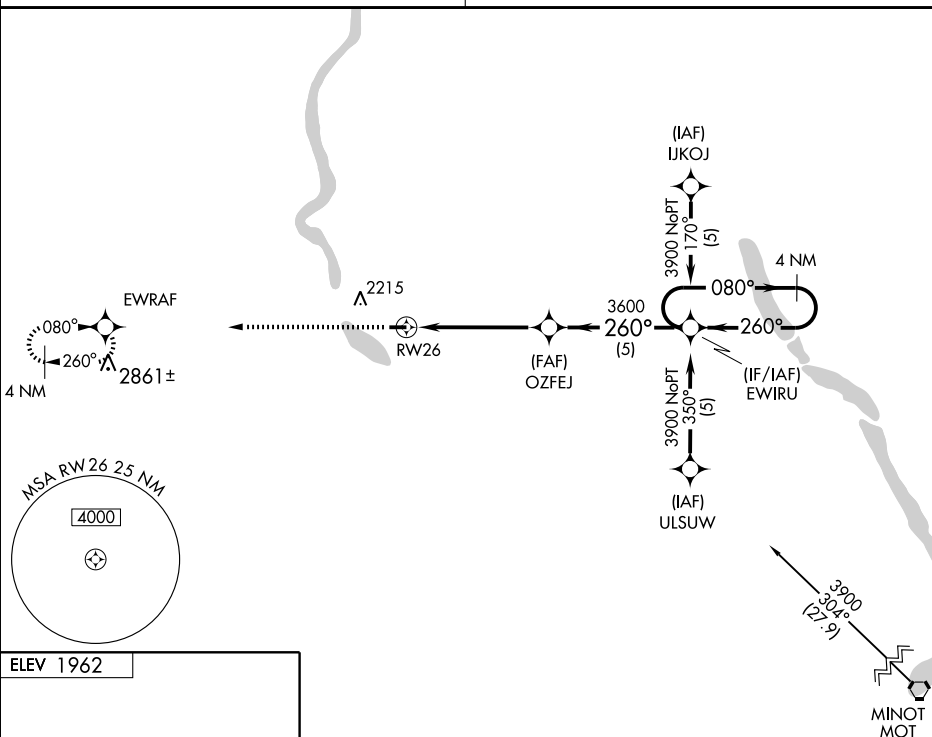 (IAF)
IJKOJ
3900 NoPT
170°
(5)
4 NM
080°
2215
EWRAF
3600
260°
(5)
260°
080°
260°
4 NM
2861±
RW26
(FAF)
OZFEJ
(IF/IAF)
EWIRU
3900 NoPT
350°
(5)
(IAF)
ULSUW
MSA RW26 25 NM
4000
3900
304°
(27.9)
ELEV 1962
MINOT
MOT